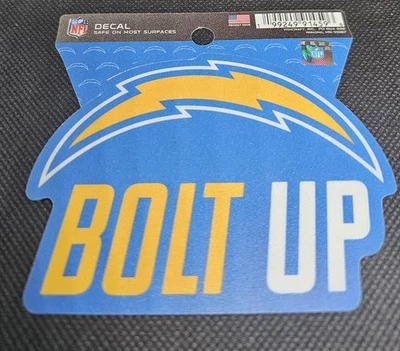 NFL
DECAL
SAFE ON MOST SURFACES
BOLT UP